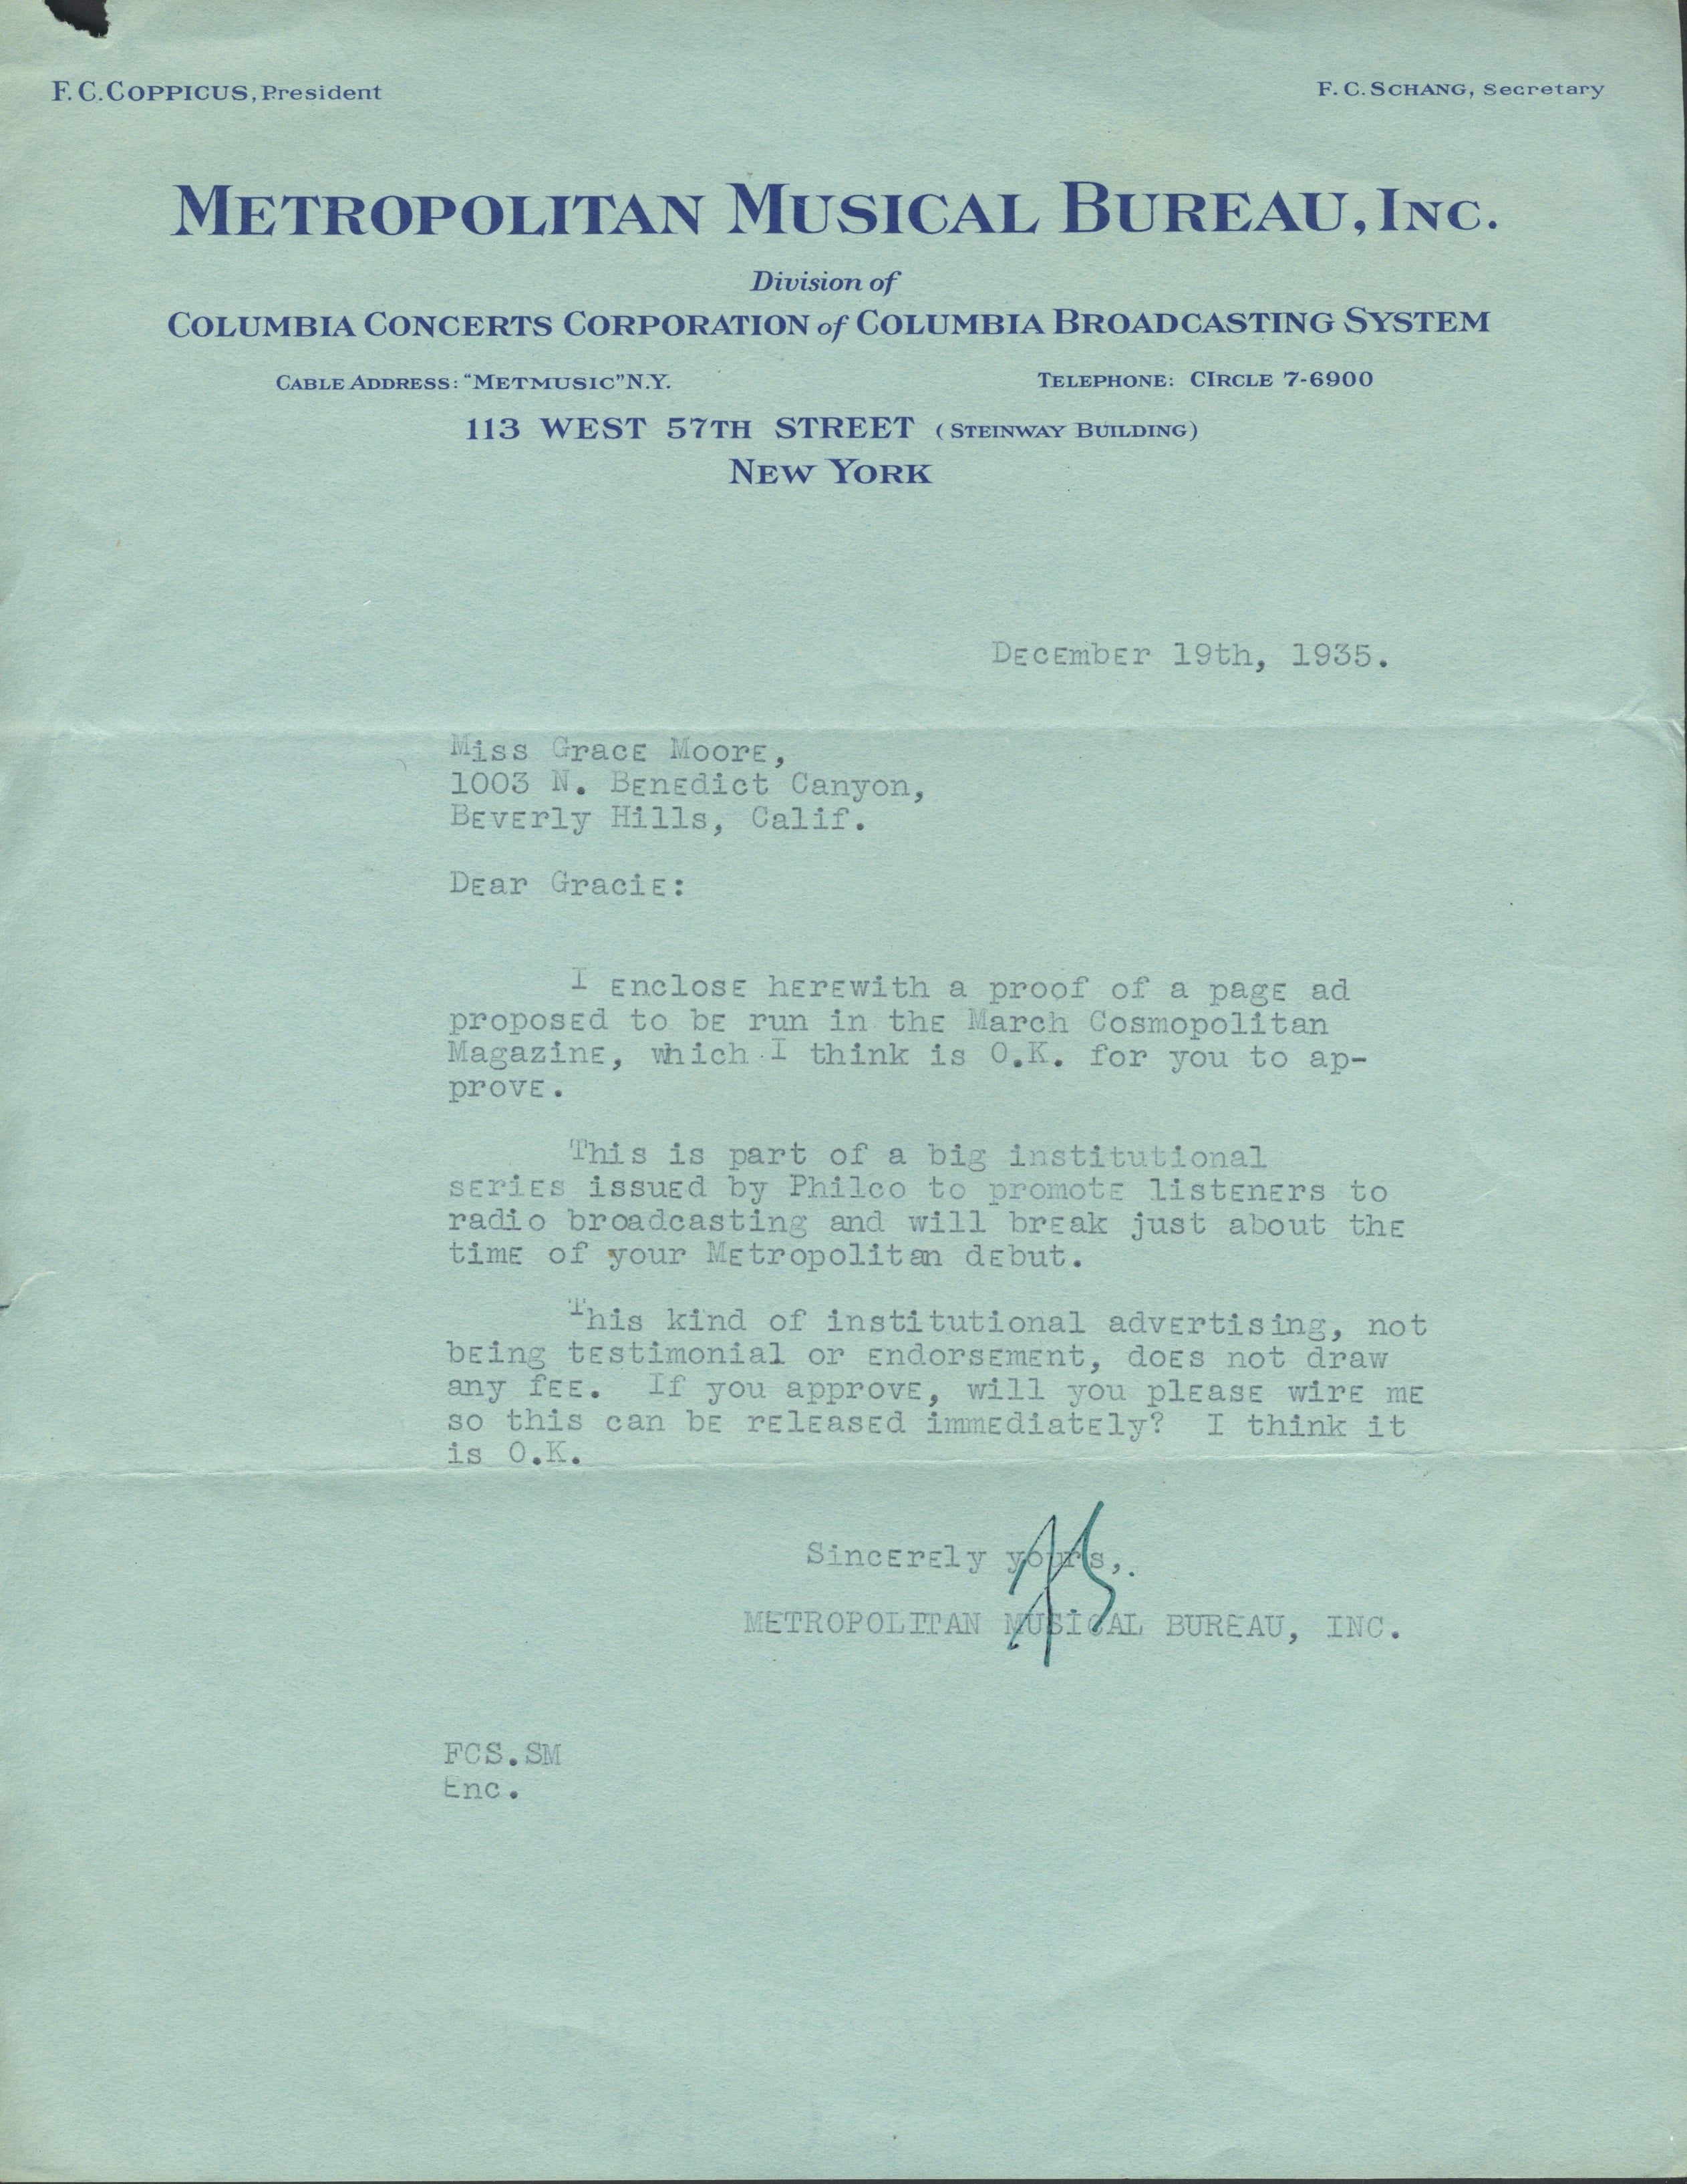 F. C. COPPICUS, President
F. C. SCHANG, Secretary
METROPOLITAN MUSICAL BUREAU, INC.
Division of
COLUMBIA CONCERTS CORPORATION of COLUMBIA BROADCASTING SYSTEM
CABLE ADDRESS: "METMUSIC" N.Y.
TELEPHONE: CIRCLE 7-6900
113 WEST 57TH STREET (STEINWAY BUILDING)
NEW YORK
December 19th, 1935.
Miss Grace Moore,
1003 N. Benedict Canyon,
Beverly Hills, Calif.
Dear Gracie:
I enclose herewith a proof of a page ad
proposed to be run in the March Cosmopolitan
Magazine, which I think is O.K. for you to ap-
prove.
This is part of a big institutional
series issued by Philco to promote listeners to
radio broadcasting and will break just about the
time of your Metropolitan debut.
This kind of institutional advertising, not
being testimonial or endorsement, does not draw
any fee. If you approve, will you please wire me
so this can be released immediately? I think it
is O.K.
Sincerely yours,.
METROPOLITAN MUSICAL BUREAU, INC.
FCS.SM
Enc.